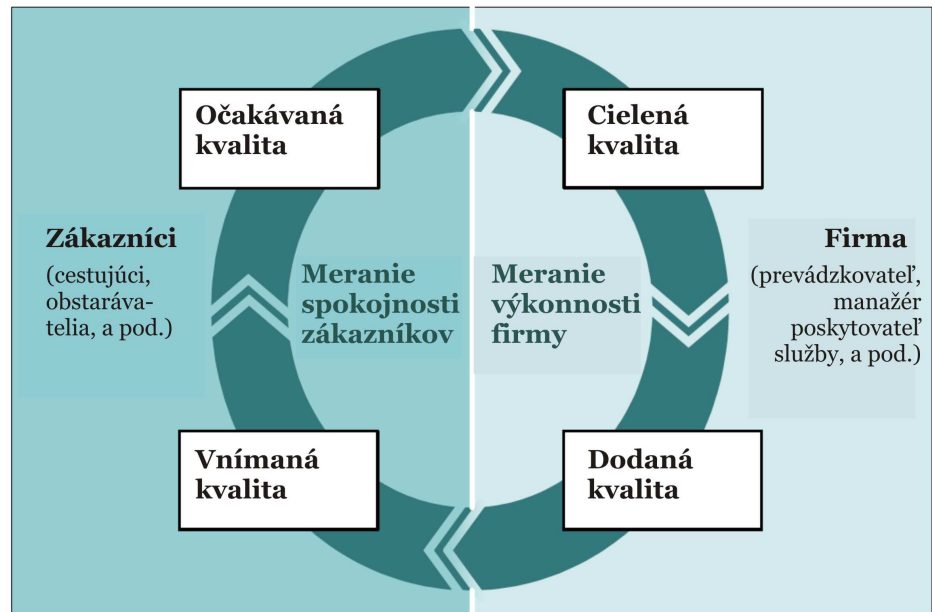 Očakávaná
kvalita
Cielená
kvalita
Zákazníci
(cestujúci,
obstaráva-
telia, a pod.)
Meranie
spokojnosti
zákazníkov
Meranie
výkonnosti
firmy
Firma
(prevádzkovateľ,
manažér
poskytovateľ
služby, a pod.)
Vnímaná
kvalita
Dodaná
kvalita